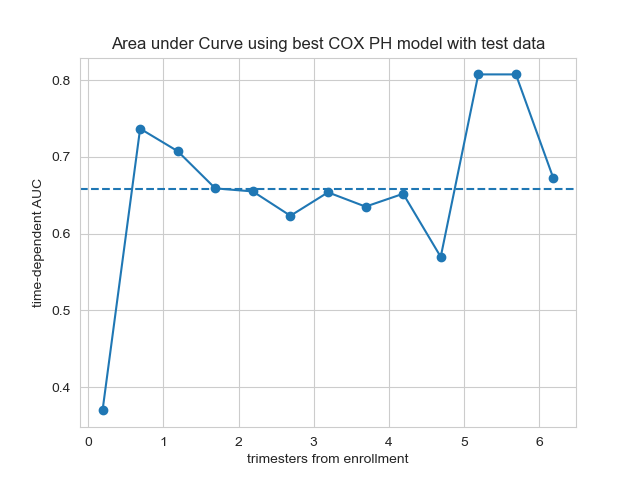 Area under Curve using best COX PH model with test data
time-dependent AUC
0.8
0.7
0.6
0.5
0.4
0 1 2 3 4 5 6
trimesters from enrollment